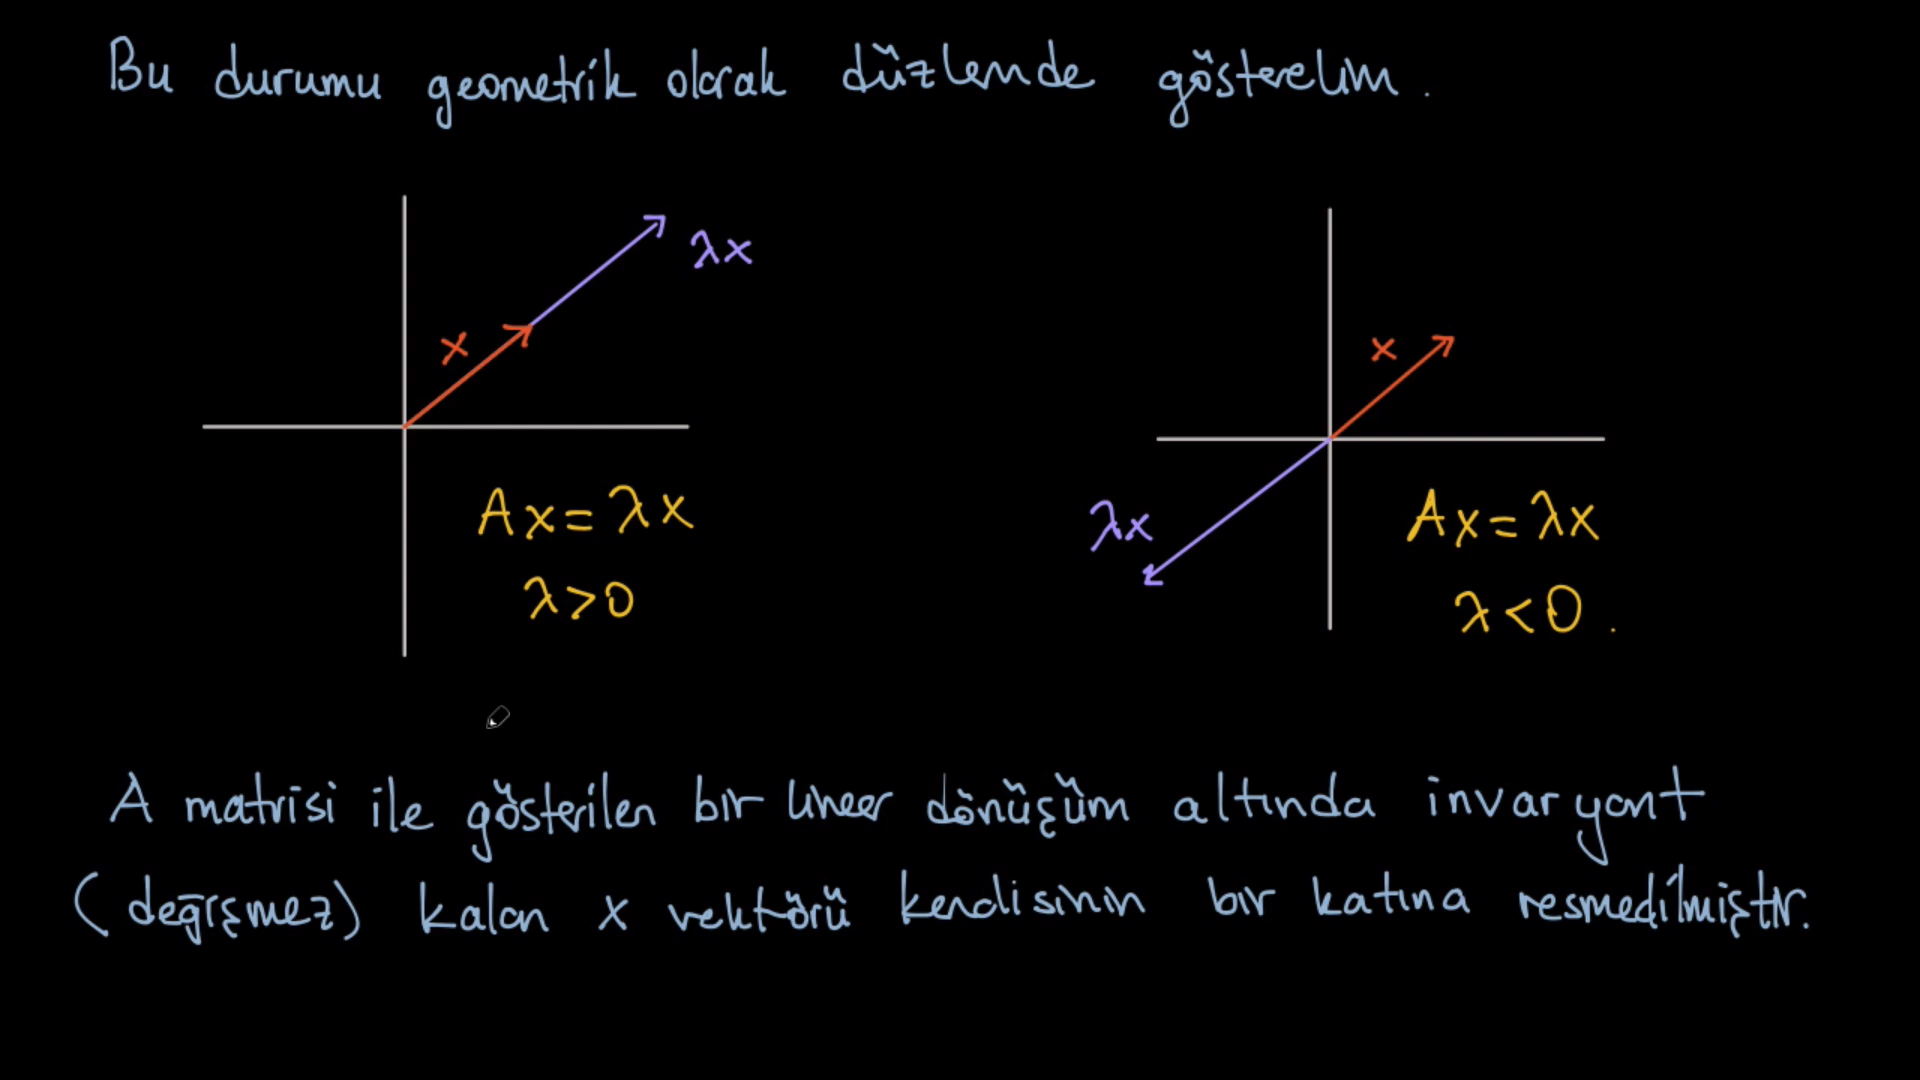 Bu durumu geometrik olarak düzlemde gösterelim.
λx
x
x
λx
Ax=λx
λ>0
Ax=λx
λ<0.
A matrisi ile gösterilen bir lineer dönüşüm altında invaryant
(değişmez) kalan x vektörü kendisinin bir katına resmedilmiştir.